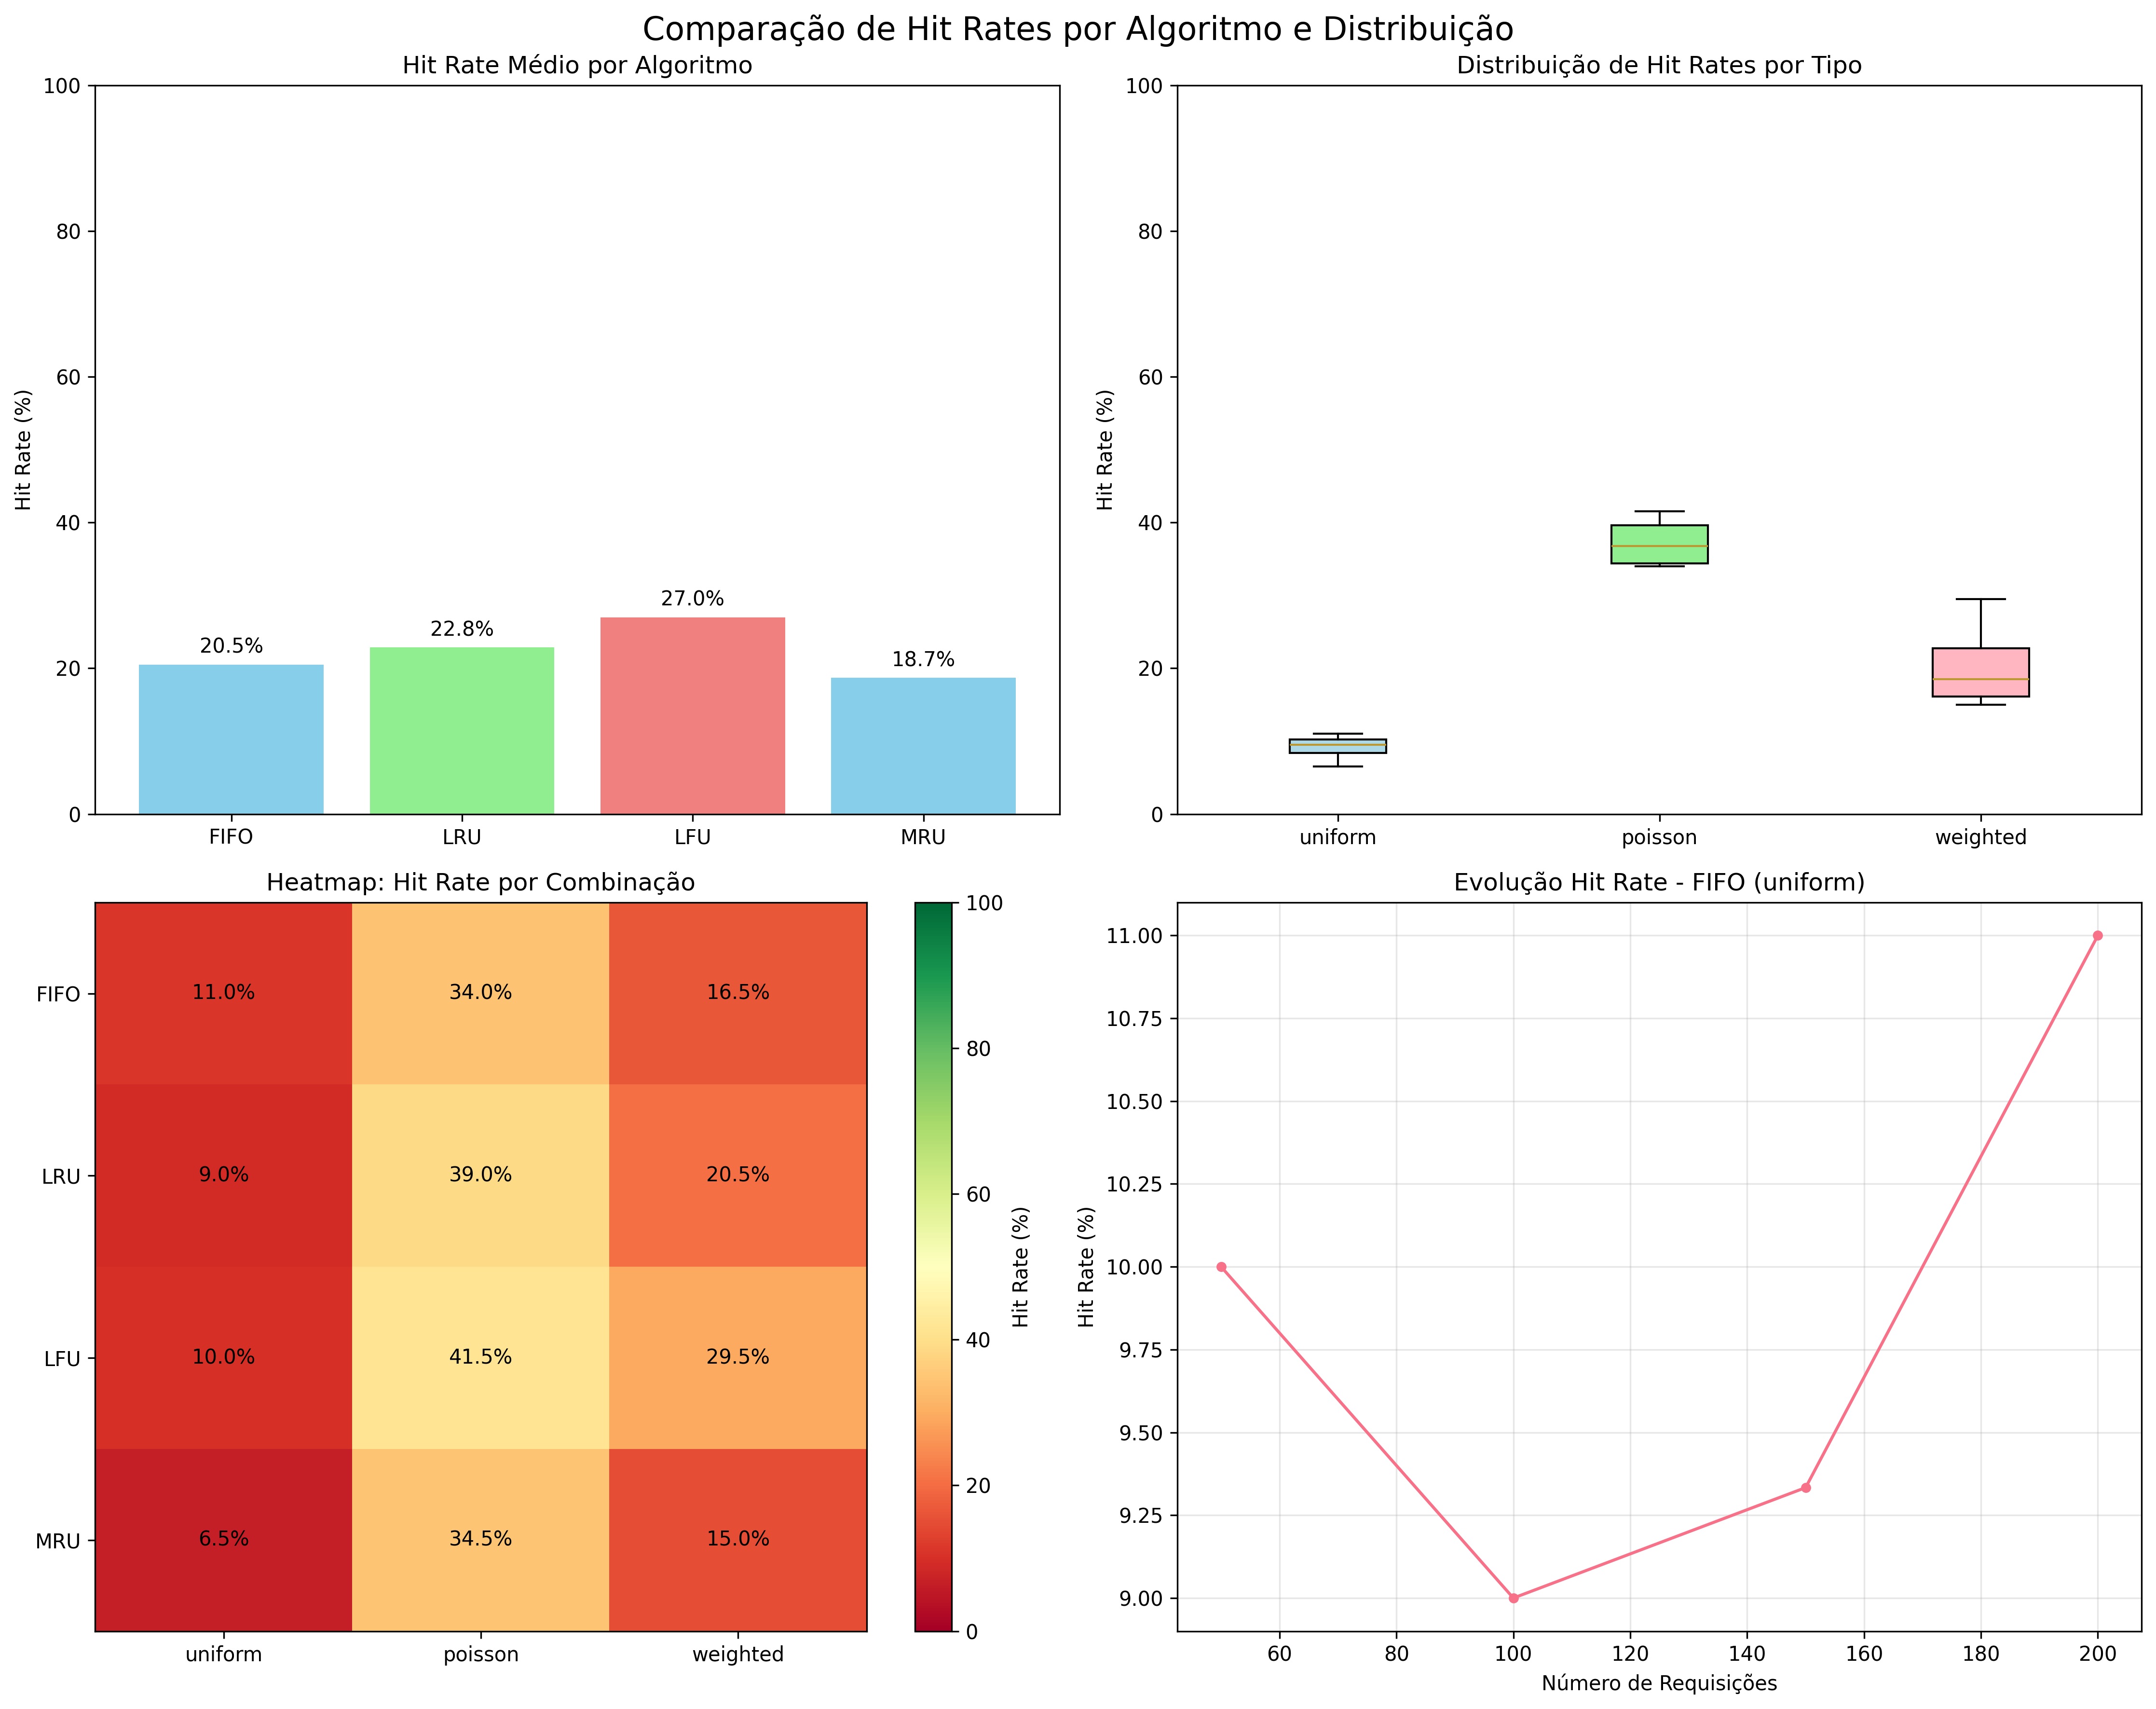 Comparação de Hit Rates por Algoritmo e Distribuição
Hit Rate Médio por Algoritmo
100
80
60
40
20
0
Hit Rate (%)
20.5%
22.8%
27.0%
18.7%
FIFO
LRU
LFU
MRU
Distribuição de Hit Rates por Tipo
100
80
60
40
20
0
Hit Rate (%)
uniform
poisson
weighted
Heatmap: Hit Rate por Combinação
FIFO
11.0%
34.0%
16.5%
LRU
9.0%
39.0%
20.5%
LFU
10.0%
41.5%
29.5%
MRU
6.5%
34.5%
15.0%
uniform
poisson
weighted
100
80
60
40
20
0
Hit Rate (%)
Evolução Hit Rate - FIFO (uniform)
11.00
10.75
10.50
10.25
10.00
9.75
9.50
9.25
9.00
Hit Rate (%)
60
80
100
120
140
160
180
200
Número de Requisições